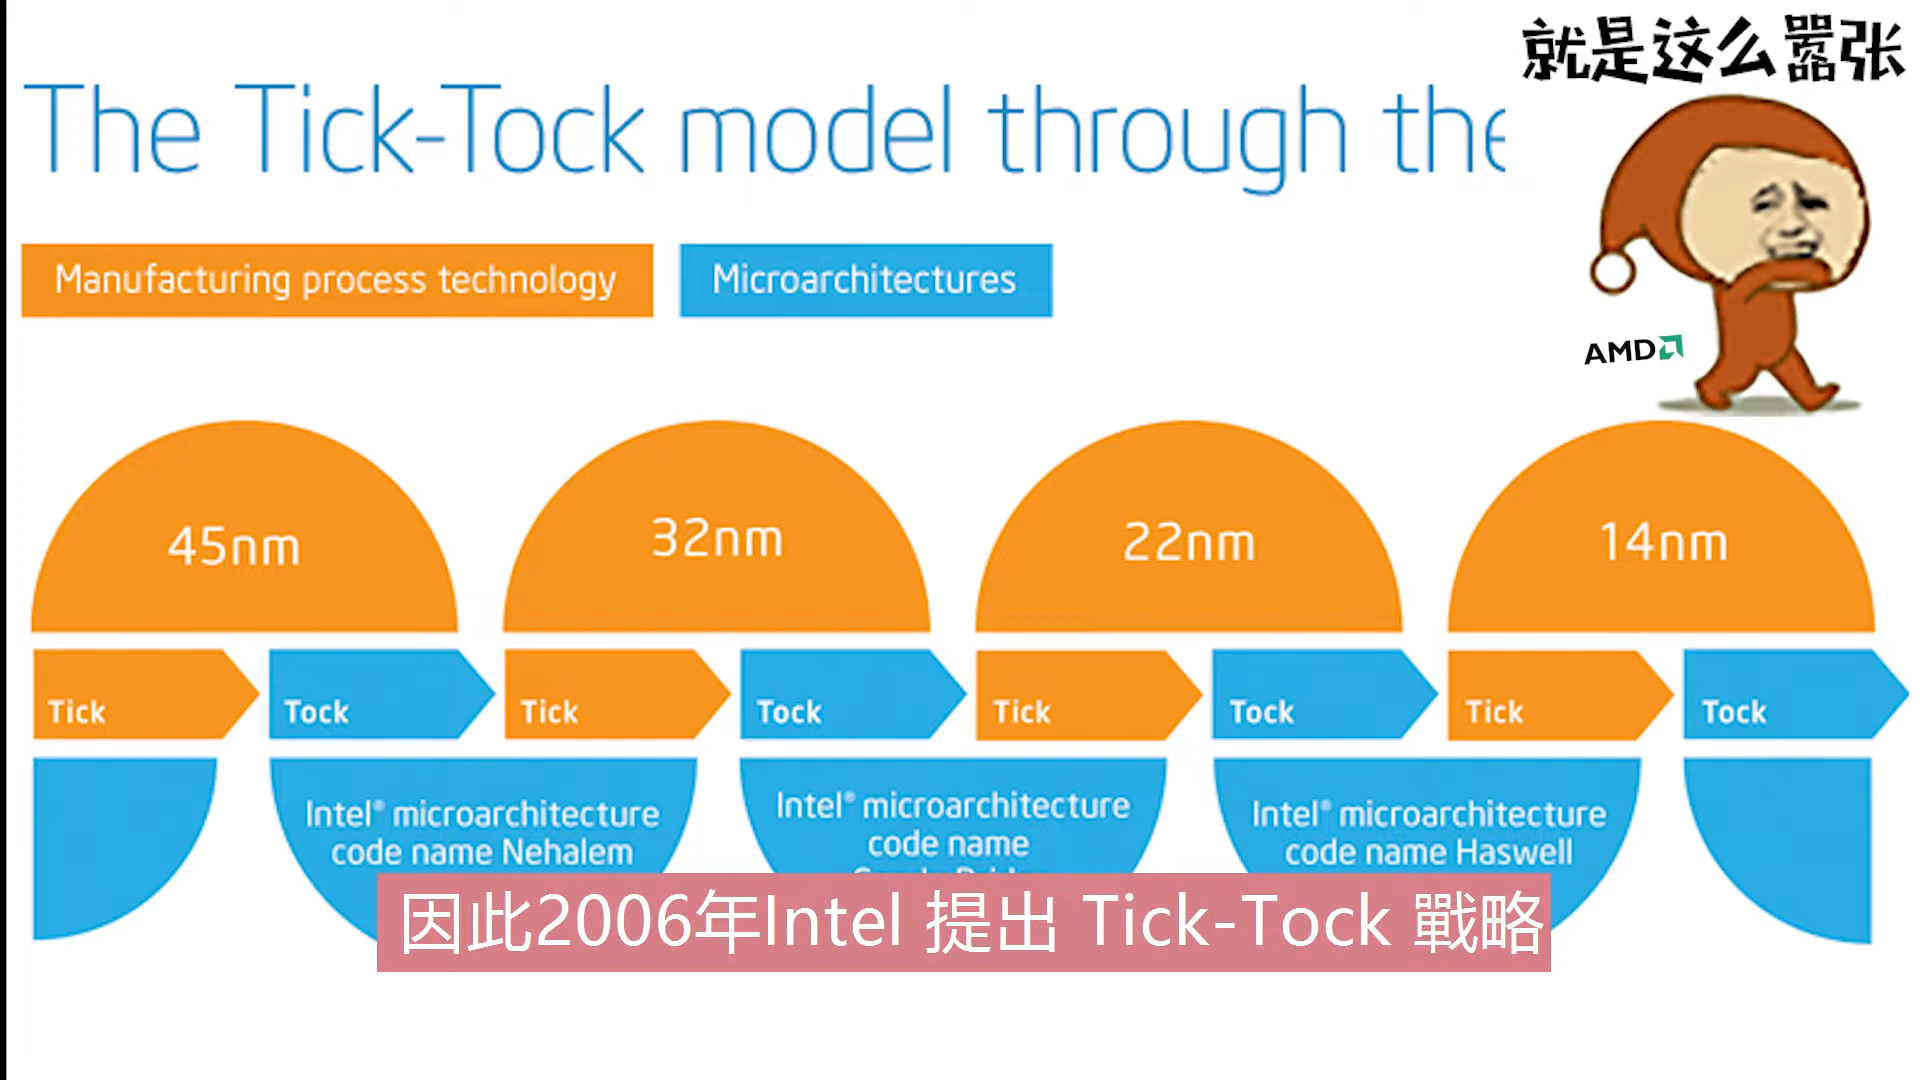 就是这么嚣张
The Tick-Tock model through the
Manufacturing process technology
Microarchitectures
AMD
45nm
32nm
22nm
14nm
Tick
Tock
Tick
Tock
Tick
Tock
Tick
Tock
Intel® microarchitecture
code name Nehalem
Intel® microarchitecture
code name
Intel® microarchitecture
code name Haswell
因此2006年Intel 提出 Tick-Tock 戰略